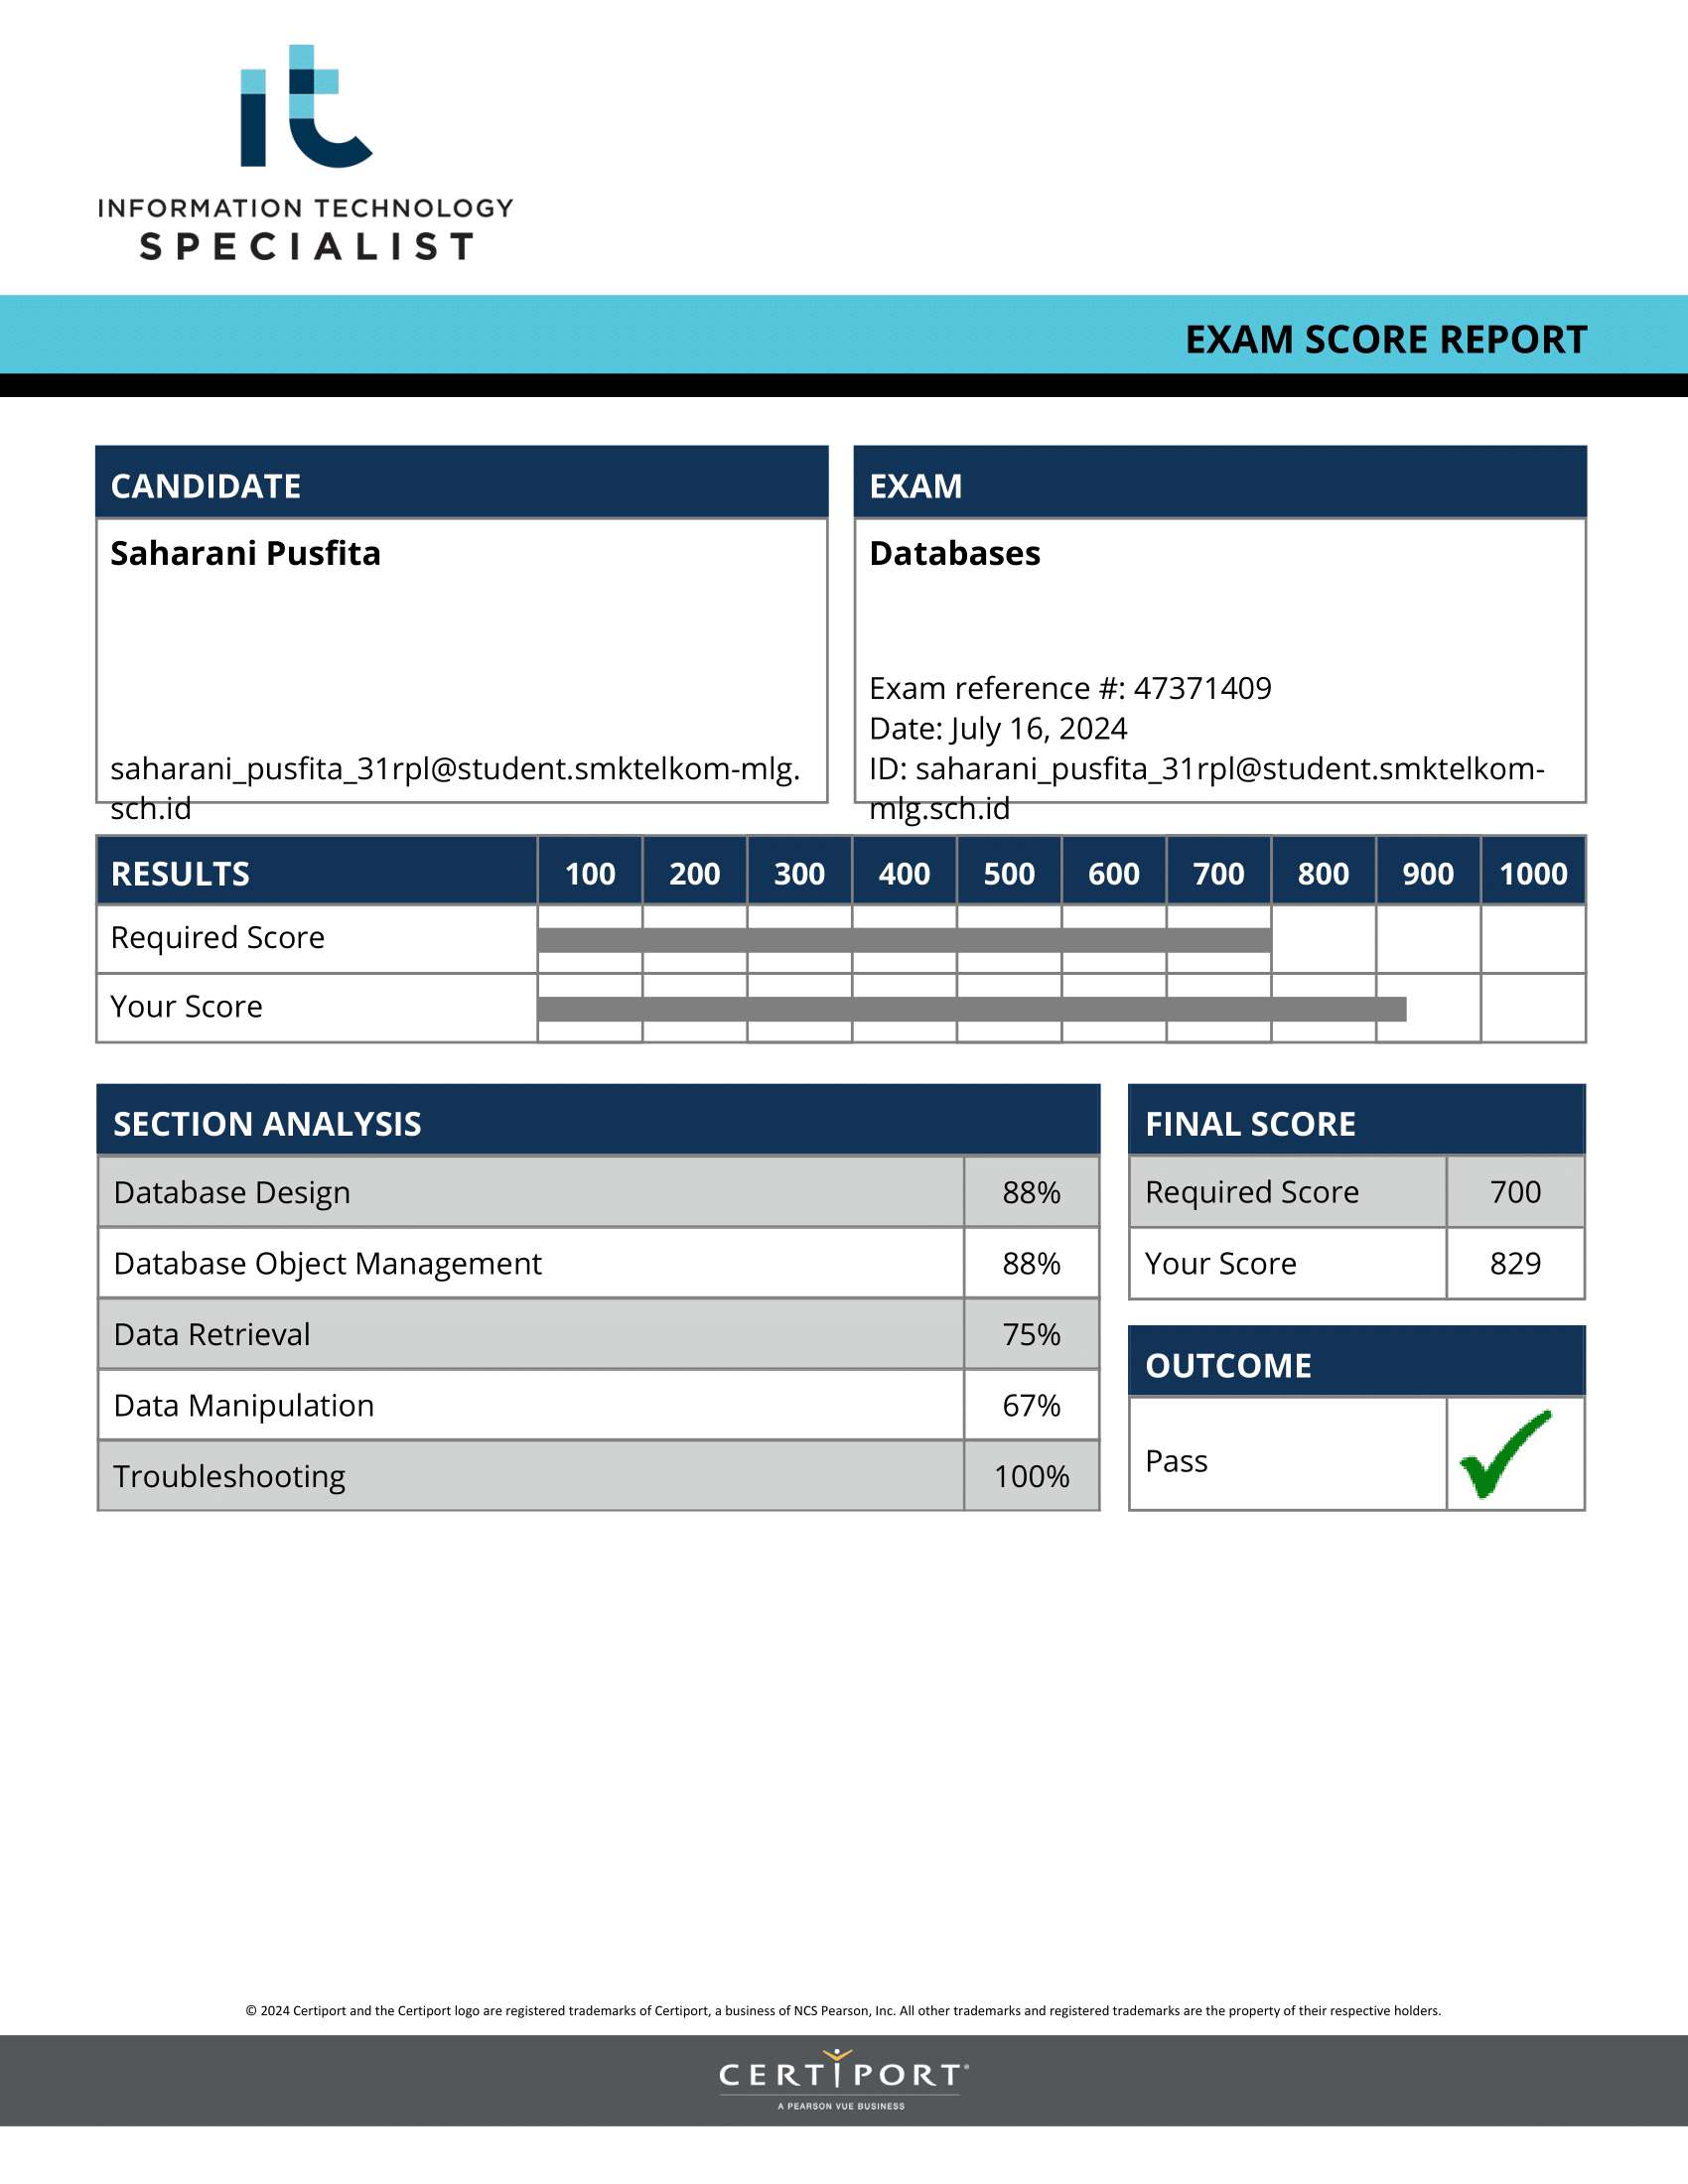 it
INFORMATION TECHNOLOGY
SPECIALIST
EXAM SCORE REPORT
CANDIDATE
Saharani Pusfita
saharani_pusfita_31rpl@student.smktelkom-mlg.
sch.id
EXAM
Databases
Exam reference #: 47371409
Date: July 16, 2024
ID: saharani_pusfita_31rpl@student.smktelkom-
mlg.sch.id
RESULTS 100 200 300 400 500 600 700 800 900 1000
Required Score
Your Score
SECTION ANALYSIS
Database Design 88%
Database Object Management 88%
Data Retrieval 75%
Data Manipulation 67%
Troubleshooting 100%
FINAL SCORE
Required Score 700
Your Score 829
OUTCOME
Pass
© 2024 Certiport and the Certiport logo are registered trademarks of Certiport, a business of NCS Pearson, Inc. All other trademarks and registered trademarks are the property of their respective holders.
CERTIPORT®
A PEARSON VUE BUSINESS